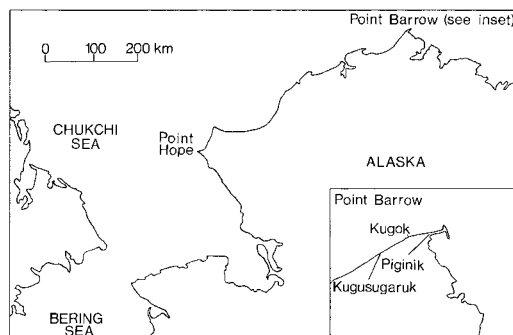 Point Barrow (see inset)
0 100 200 km
CHUKCHI
SEA
Point
Hope
ALASKA
Point Barrow
Kugok
Piginik
Kugusugaruk
BERING
SEA